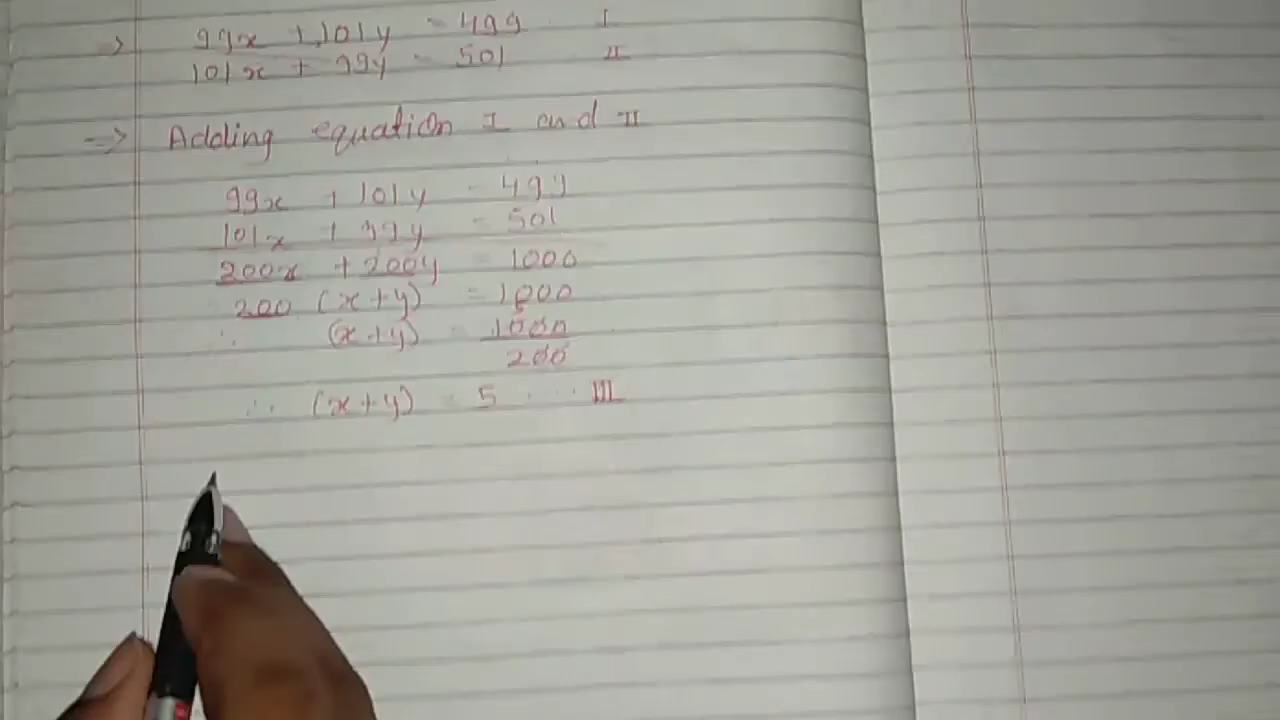 => 99x + 101y = 499 I
101x + 99y = 501 II
=> Adding equation I and II
99x + 101y = 499
101x + 99y = 501
200x + 200y = 1000
200 (x+y) = 1000
∴ (x+y) = 1000
200
∴ (x+y) = 5 ... III